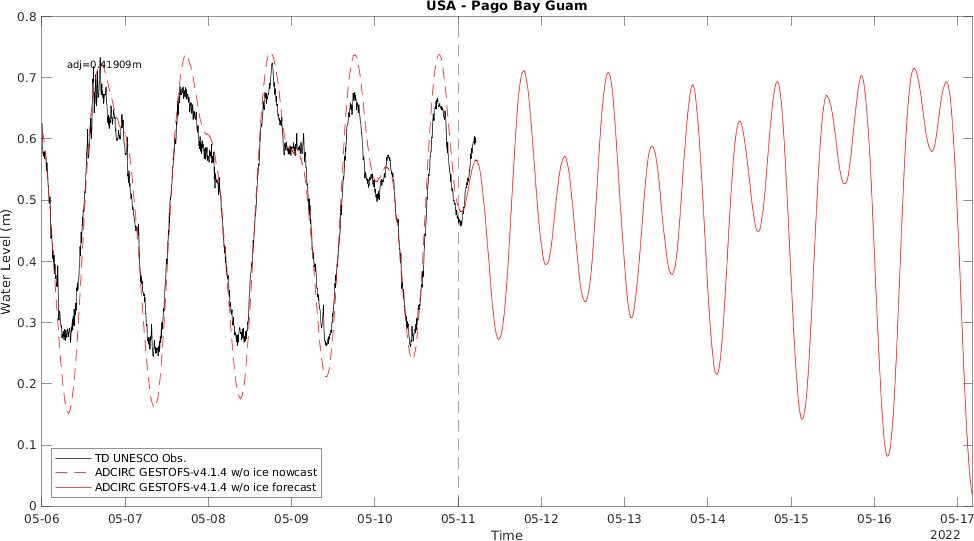 USA - Pago Bay Guam
0.8
0.7
0.6
0.5
0.4
0.3
0.2
0.1
0
Water Level (m)
adj=0.41909m
TD UNESCO Obs.
ADCIRC GESTOFS-v4.1.4 w/o ice nowcast
ADCIRC GESTOFS-v4.1.4 w/o ice forecast
05-06 05-07 05-08 05-09 05-10 05-11 05-12 05-13 05-14 05-15 05-16 05-17
Time
2022